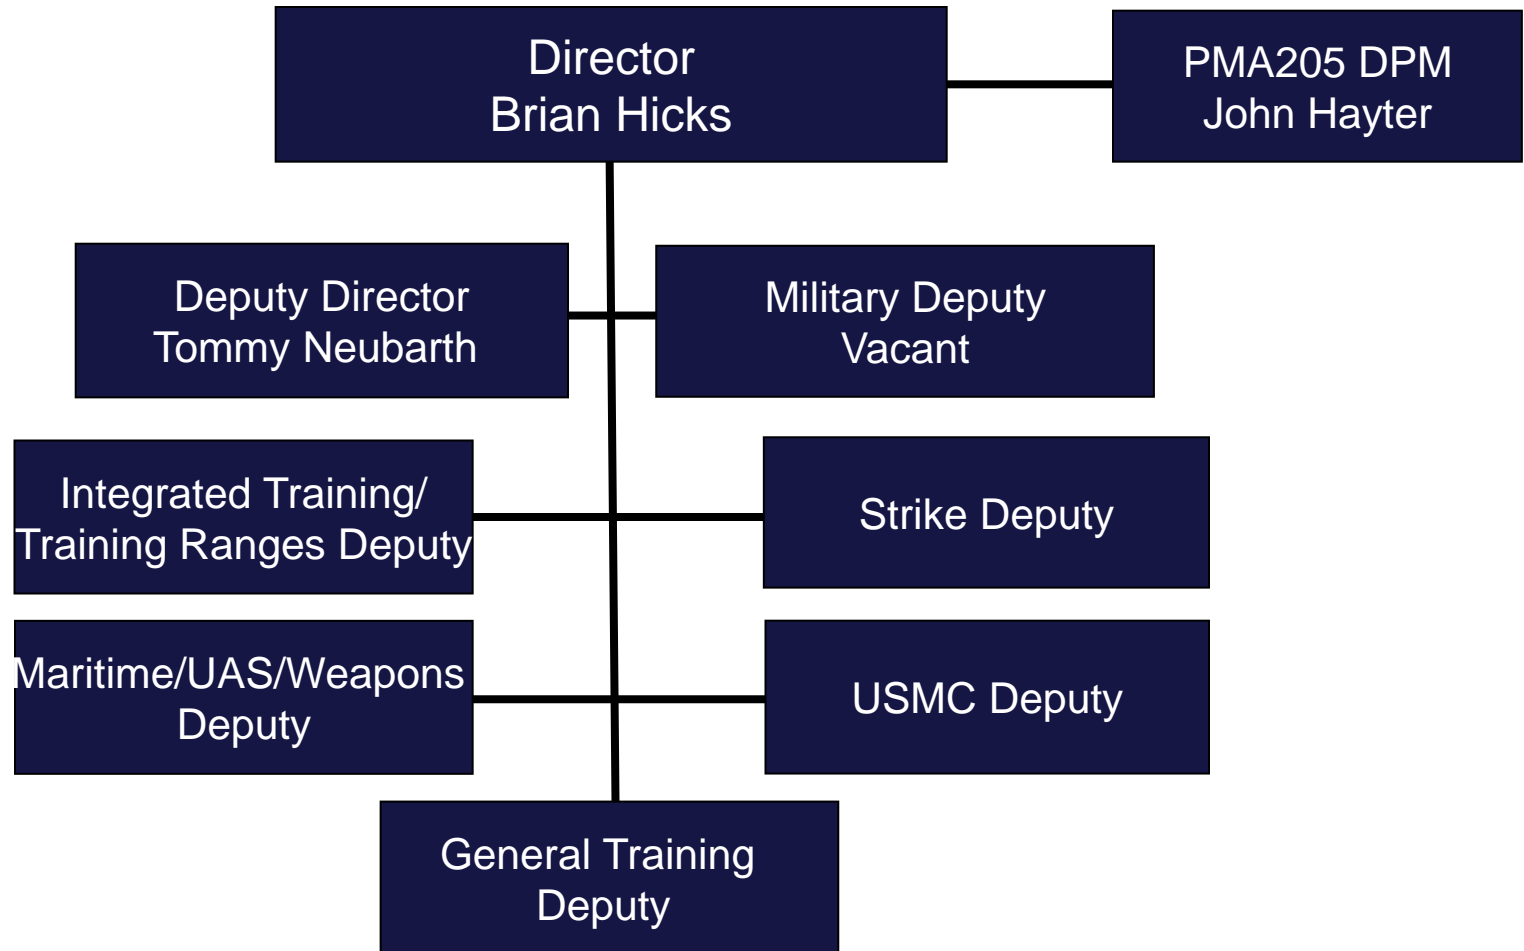 Director
Brian Hicks
PMA205 DPM
John Hayter
Deputy Director
Tommy Neubarth
Military Deputy
Vacant
Integrated Training/
Training Ranges Deputy
Strike Deputy
Maritime/UAS/Weapons
Deputy
USMC Deputy
General Training
Deputy